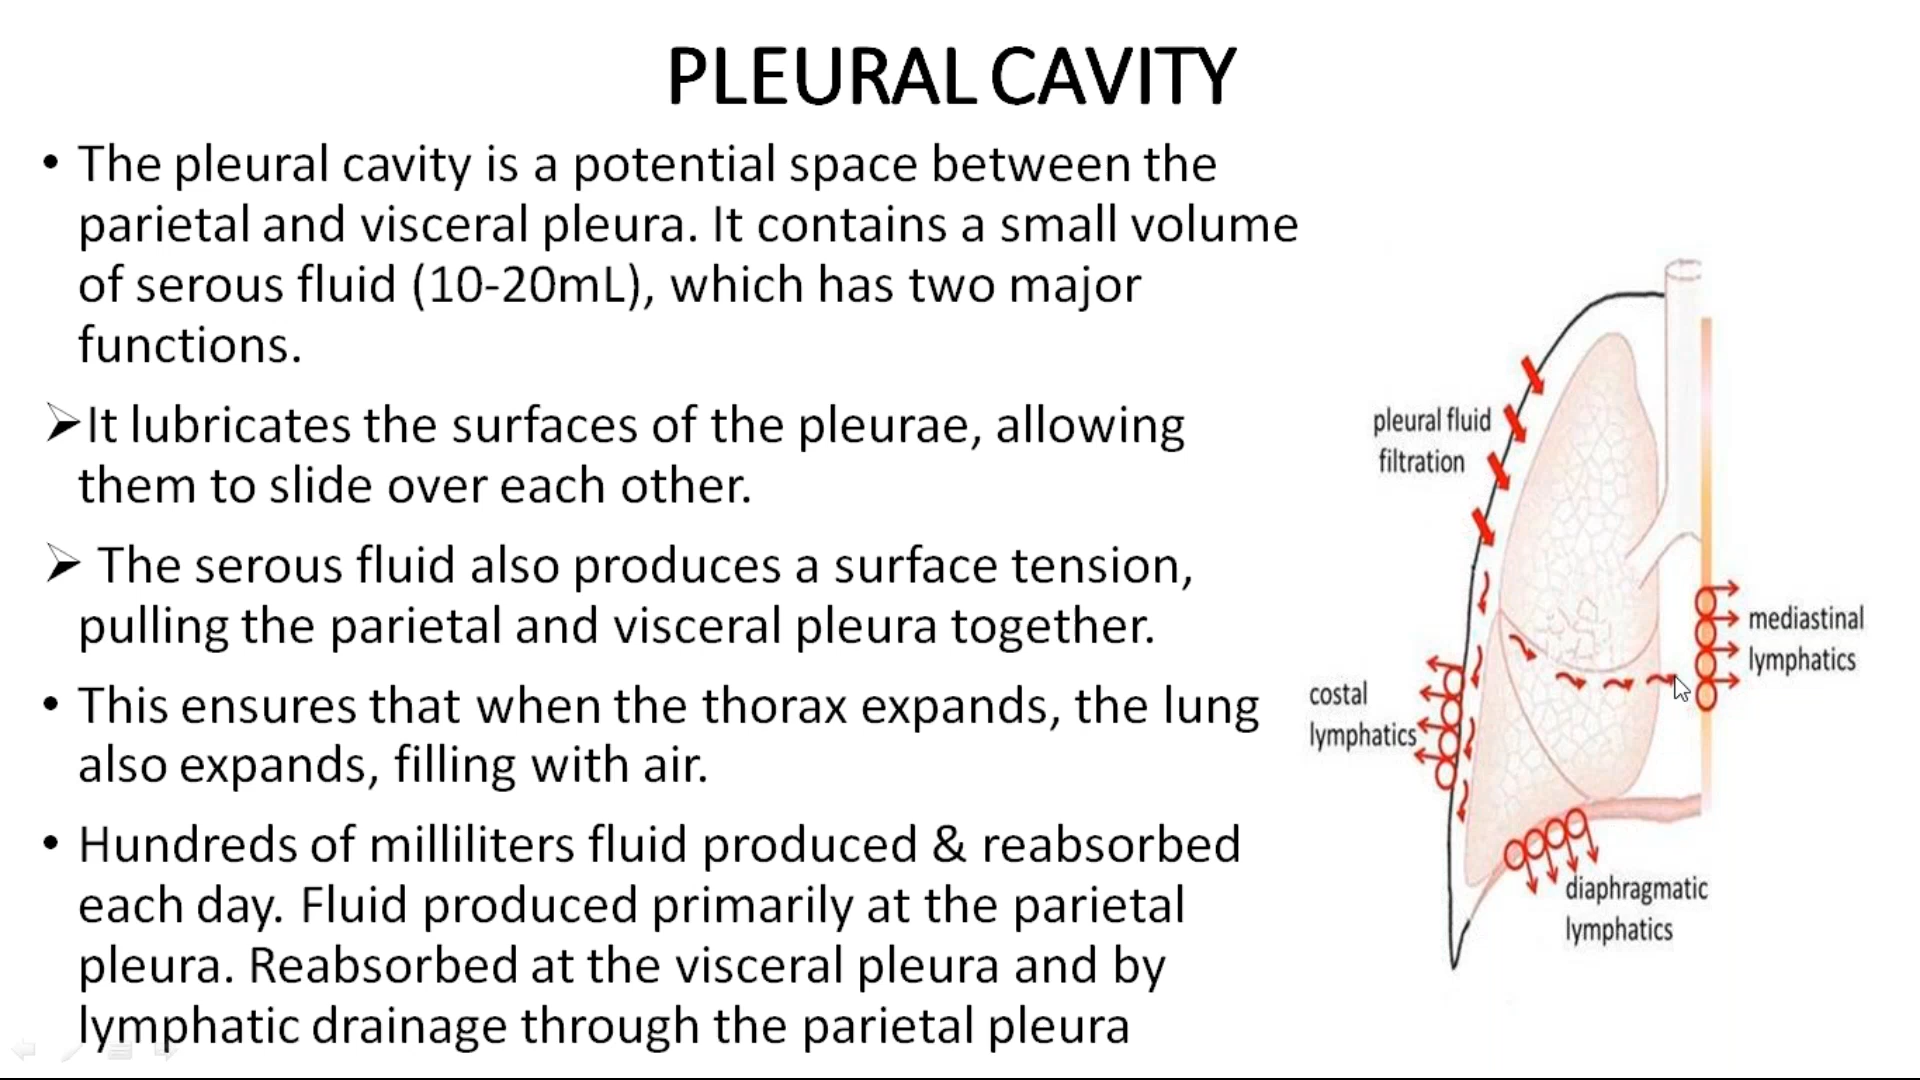 PLEURAL CAVITY
• The pleural cavity is a potential space between the
parietal and visceral pleura. It contains a small volume
of serous fluid (10-20mL), which has two major
functions.
➢It lubricates the surfaces of the pleurae, allowing
them to slide over each other.
➢ The serous fluid also produces a surface tension,
pulling the parietal and visceral pleura together.
• This ensures that when the thorax expands, the lung
also expands, filling with air.
• Hundreds of milliliters fluid produced & reabsorbed
each day. Fluid produced primarily at the parietal
pleura. Reabsorbed at the visceral pleura and by
lymphatic drainage through the parietal pleura
pleural fluid
filtration
mediastinal
lymphatics
costal
lymphatics
diaphragmatic
lymphatics